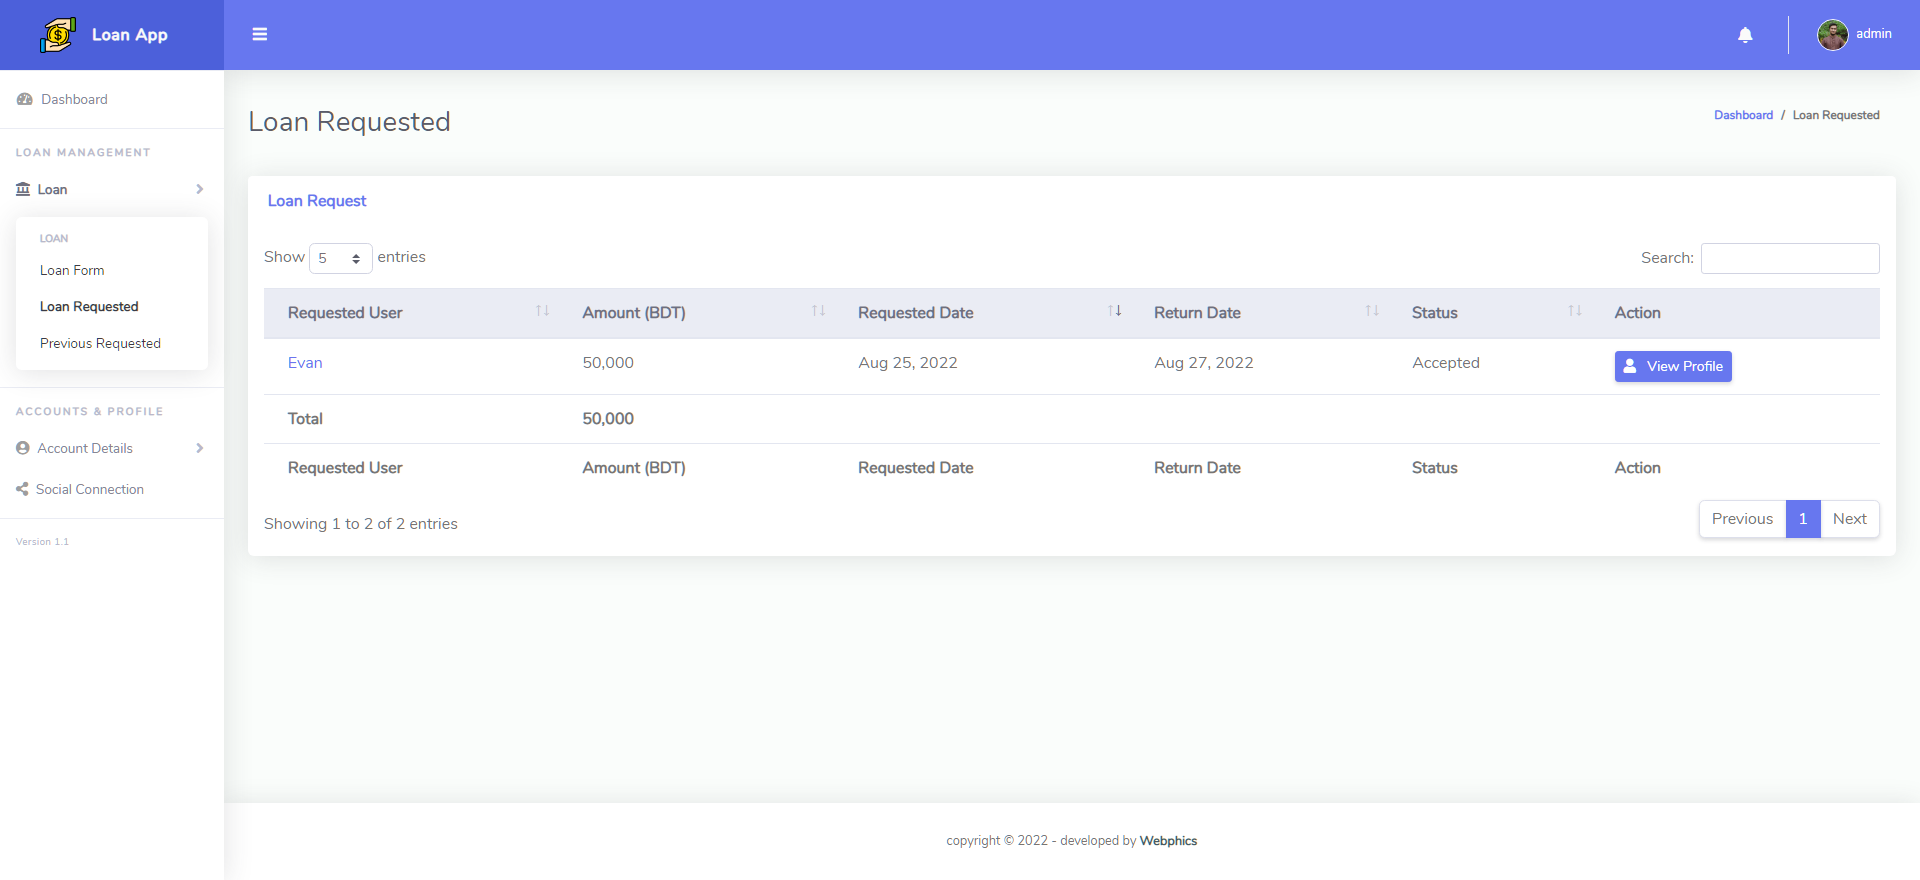 Loan App
admin
Dashboard
LOAN MANAGEMENT
Loan
LOAN
Loan Form
Loan Requested
Previous Requested
ACCOUNTS & PROFILE
Account Details
Social Connection
Version 1.1
Loan Requested
Dashboard / Loan Requested
Loan Request
Show 5 entries
Search:
Requested User Amount (BDT) Requested Date Return Date Status Action
Evan 50,000 Aug 25, 2022 Aug 27, 2022 Accepted View Profile
Total 50,000
Requested User Amount (BDT) Requested Date Return Date Status Action
Showing 1 to 2 of 2 entries
Previous 1 Next
copyright © 2022 - developed by Webphics